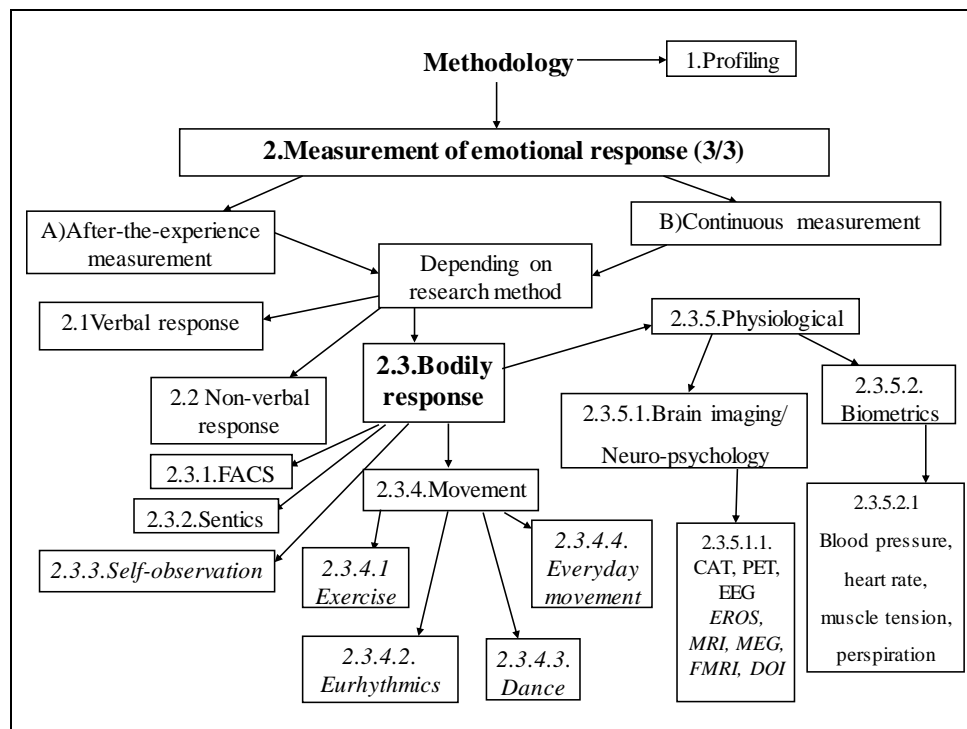 Methodology
1.Profiling
2.Measurement of emotional response (3/3)
A)After-the-experience
measurement
B)Continuous measurement
Depending on
research method
2.1Verbal response
2.3.5.Physiological
2.3.Bodily
response
2.2 Non-verbal
response
2.3.5.1.Brain imaging/
Neuro-psychology
2.3.5.2.
Biometrics
2.3.1.FACS
2.3.2.Sentics
2.3.3.Self-observation
2.3.4.Movement
2.3.4.1
Exercise
2.3.4.4.
Everyday
movement
2.3.4.2.
Eurhythmics
2.3.4.3.
Dance
2.3.5.1.1.
CAT, PET,
EEG
EROS,
MRI, MEG,
FMRI, DOI
2.3.5.2.1
Blood pressure,
heart rate,
muscle tension,
perspiration